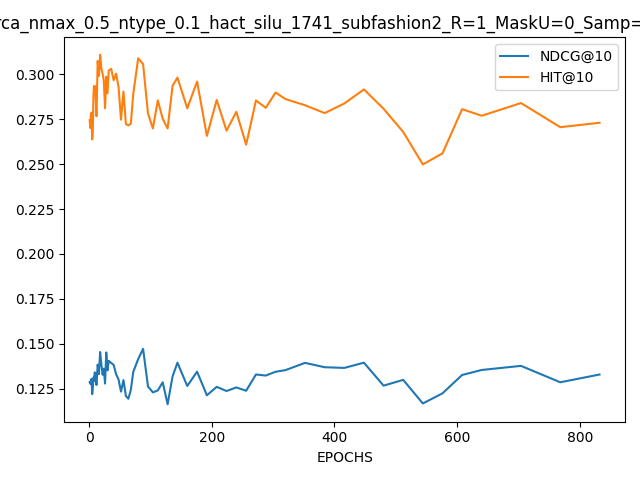 rca_nmax_0.5_ntype_0.1_hact_silu_1741_subfashion2_R=1_MaskU=0_Samp=
NDCG@10
HIT@10
0.300
0.275
0.250
0.225
0.200
0.175
0.150
0.125
0 200 400 600 800
EPOCHS